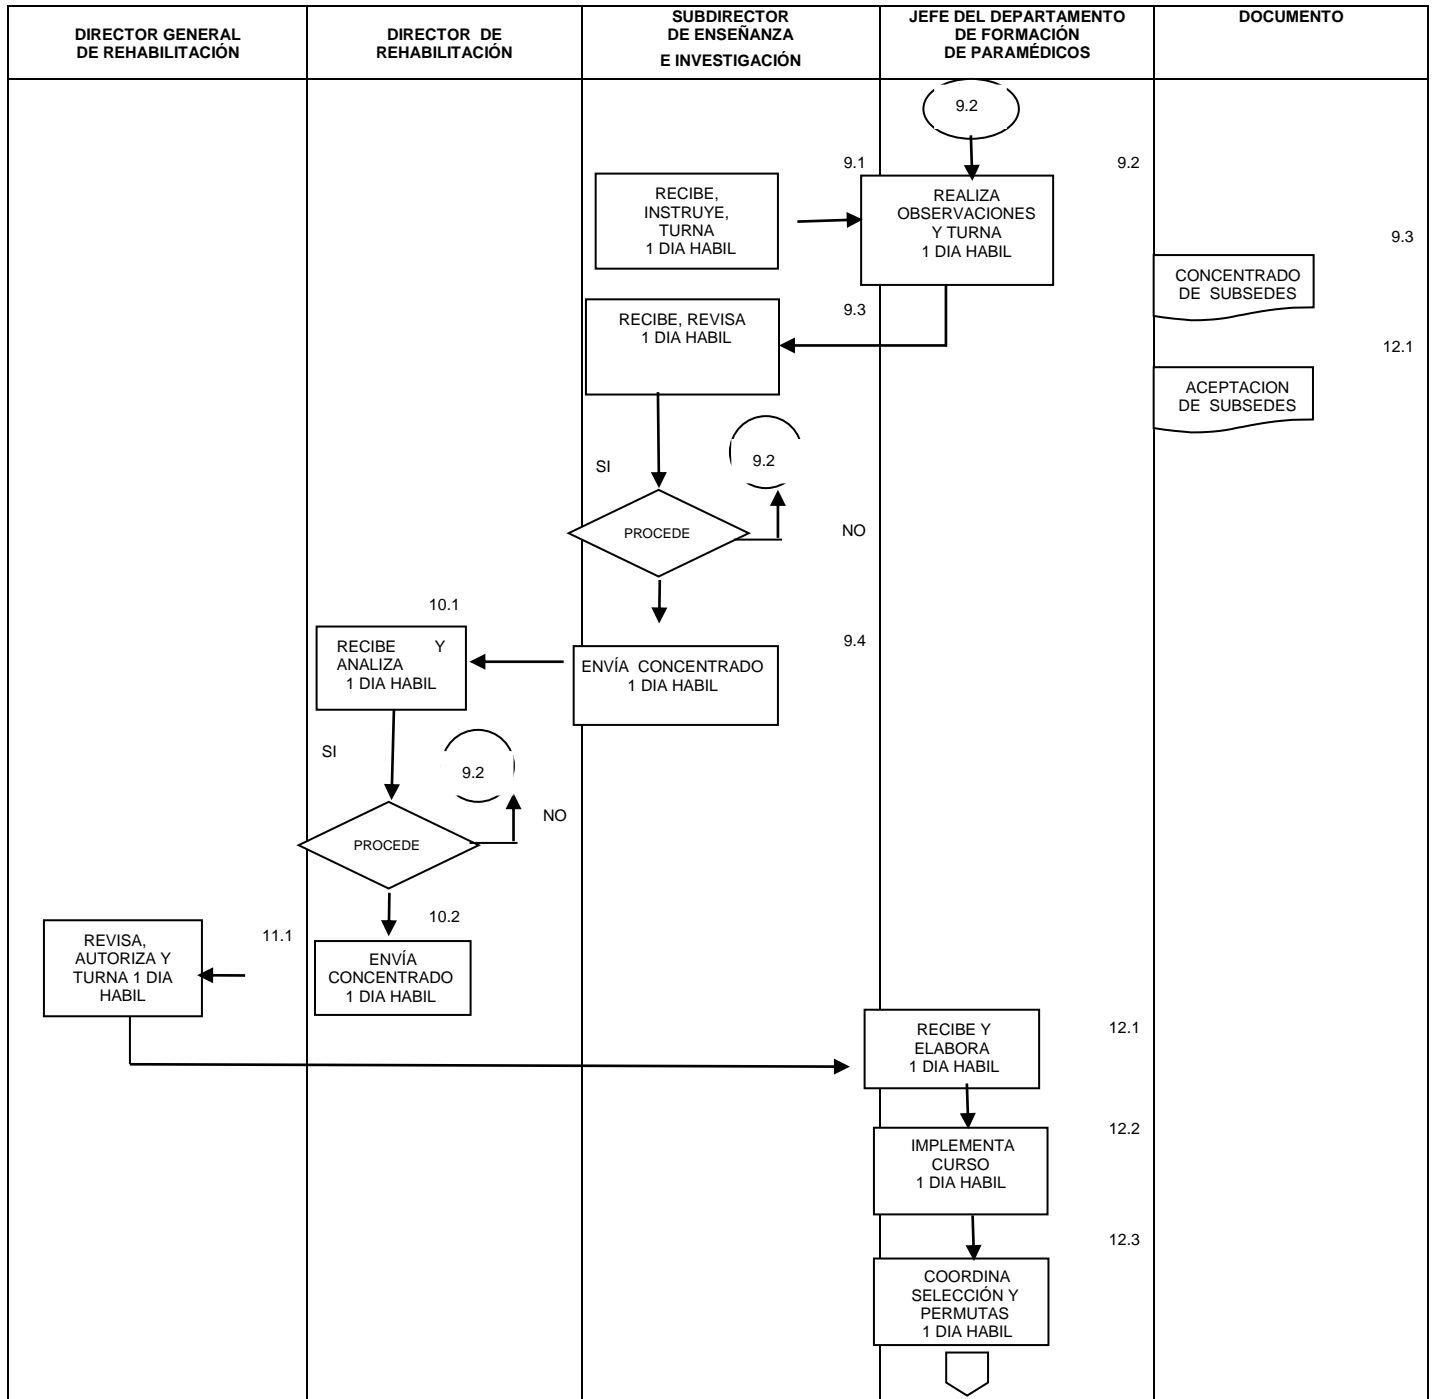 DIRECTOR GENERAL
DE REHABILITACIÓN
DIRECTOR DE
REHABILITACIÓN
SUBDIRECTOR
DE ENSEÑANZA
E INVESTIGACIÓN
JEFE DEL DEPARTAMENTO
DE FORMACIÓN
DE PARAMÉDICOS
DOCUMENTO
9.2
9.1
9.2
RECIBE,
INSTRUYE,
TURNA
1 DIA HABIL
REALIZA
OBSERVACIONES
Y TURNA
1 DIA HABIL
9.3
CONCENTRADO
DE SUBSEDES
RECIBE, REVISA
1 DIA HABIL
9.3
12.1
ACEPTACION
DE SUBSEDES
SI
9.2
PROCEDE
NO
10.1
RECIBE Y
ANALIZA
1 DIA HABIL
ENVÍA CONCENTRADO
1 DIA HABIL
9.4
SI
9.2
NO
PROCEDE
10.2
REVISA,
AUTORIZA Y
TURNA 1 DIA
HABIL
11.1
ENVÍA
CONCENTRADO
1 DIA HABIL
RECIBE Y
ELABORA
1 DIA HABIL
12.1
12.2
IMPLEMENTA
CURSO
1 DIA HABIL
12.3
COORDINA
SELECCIÓN Y
PERMUTAS
1 DIA HABIL